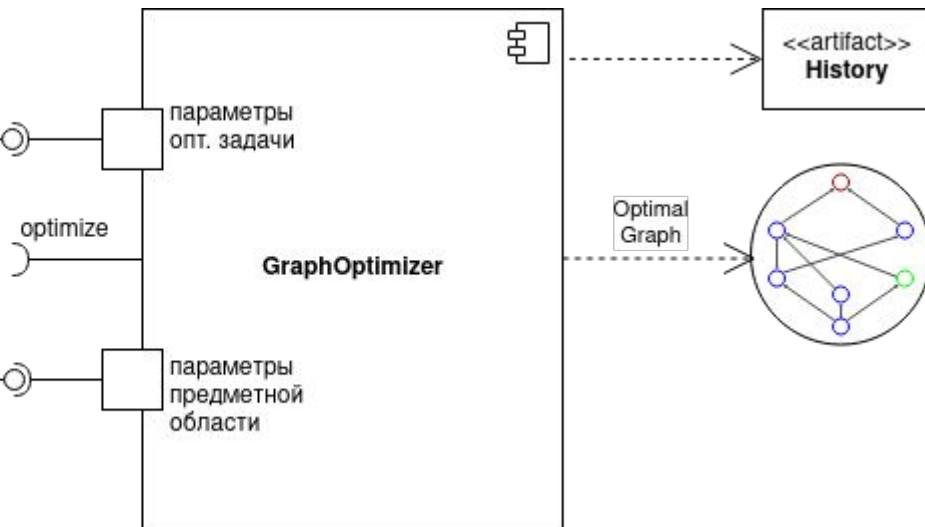 <<artifact>>
History
параметры
опт. задачи
optimize
Optimal
Graph
GraphOptimizer
параметры
предметной
области